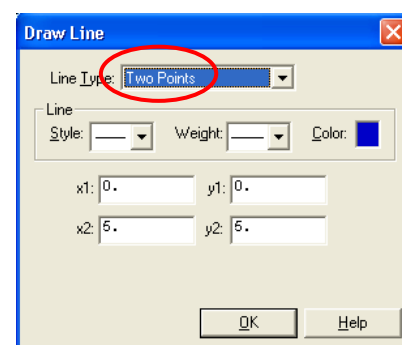 Draw Line
Line Type: Two Points
Line
Style: Weight: Color:
x1: 0. y1: 0.
x2: 5. y2: 5.
OK Help